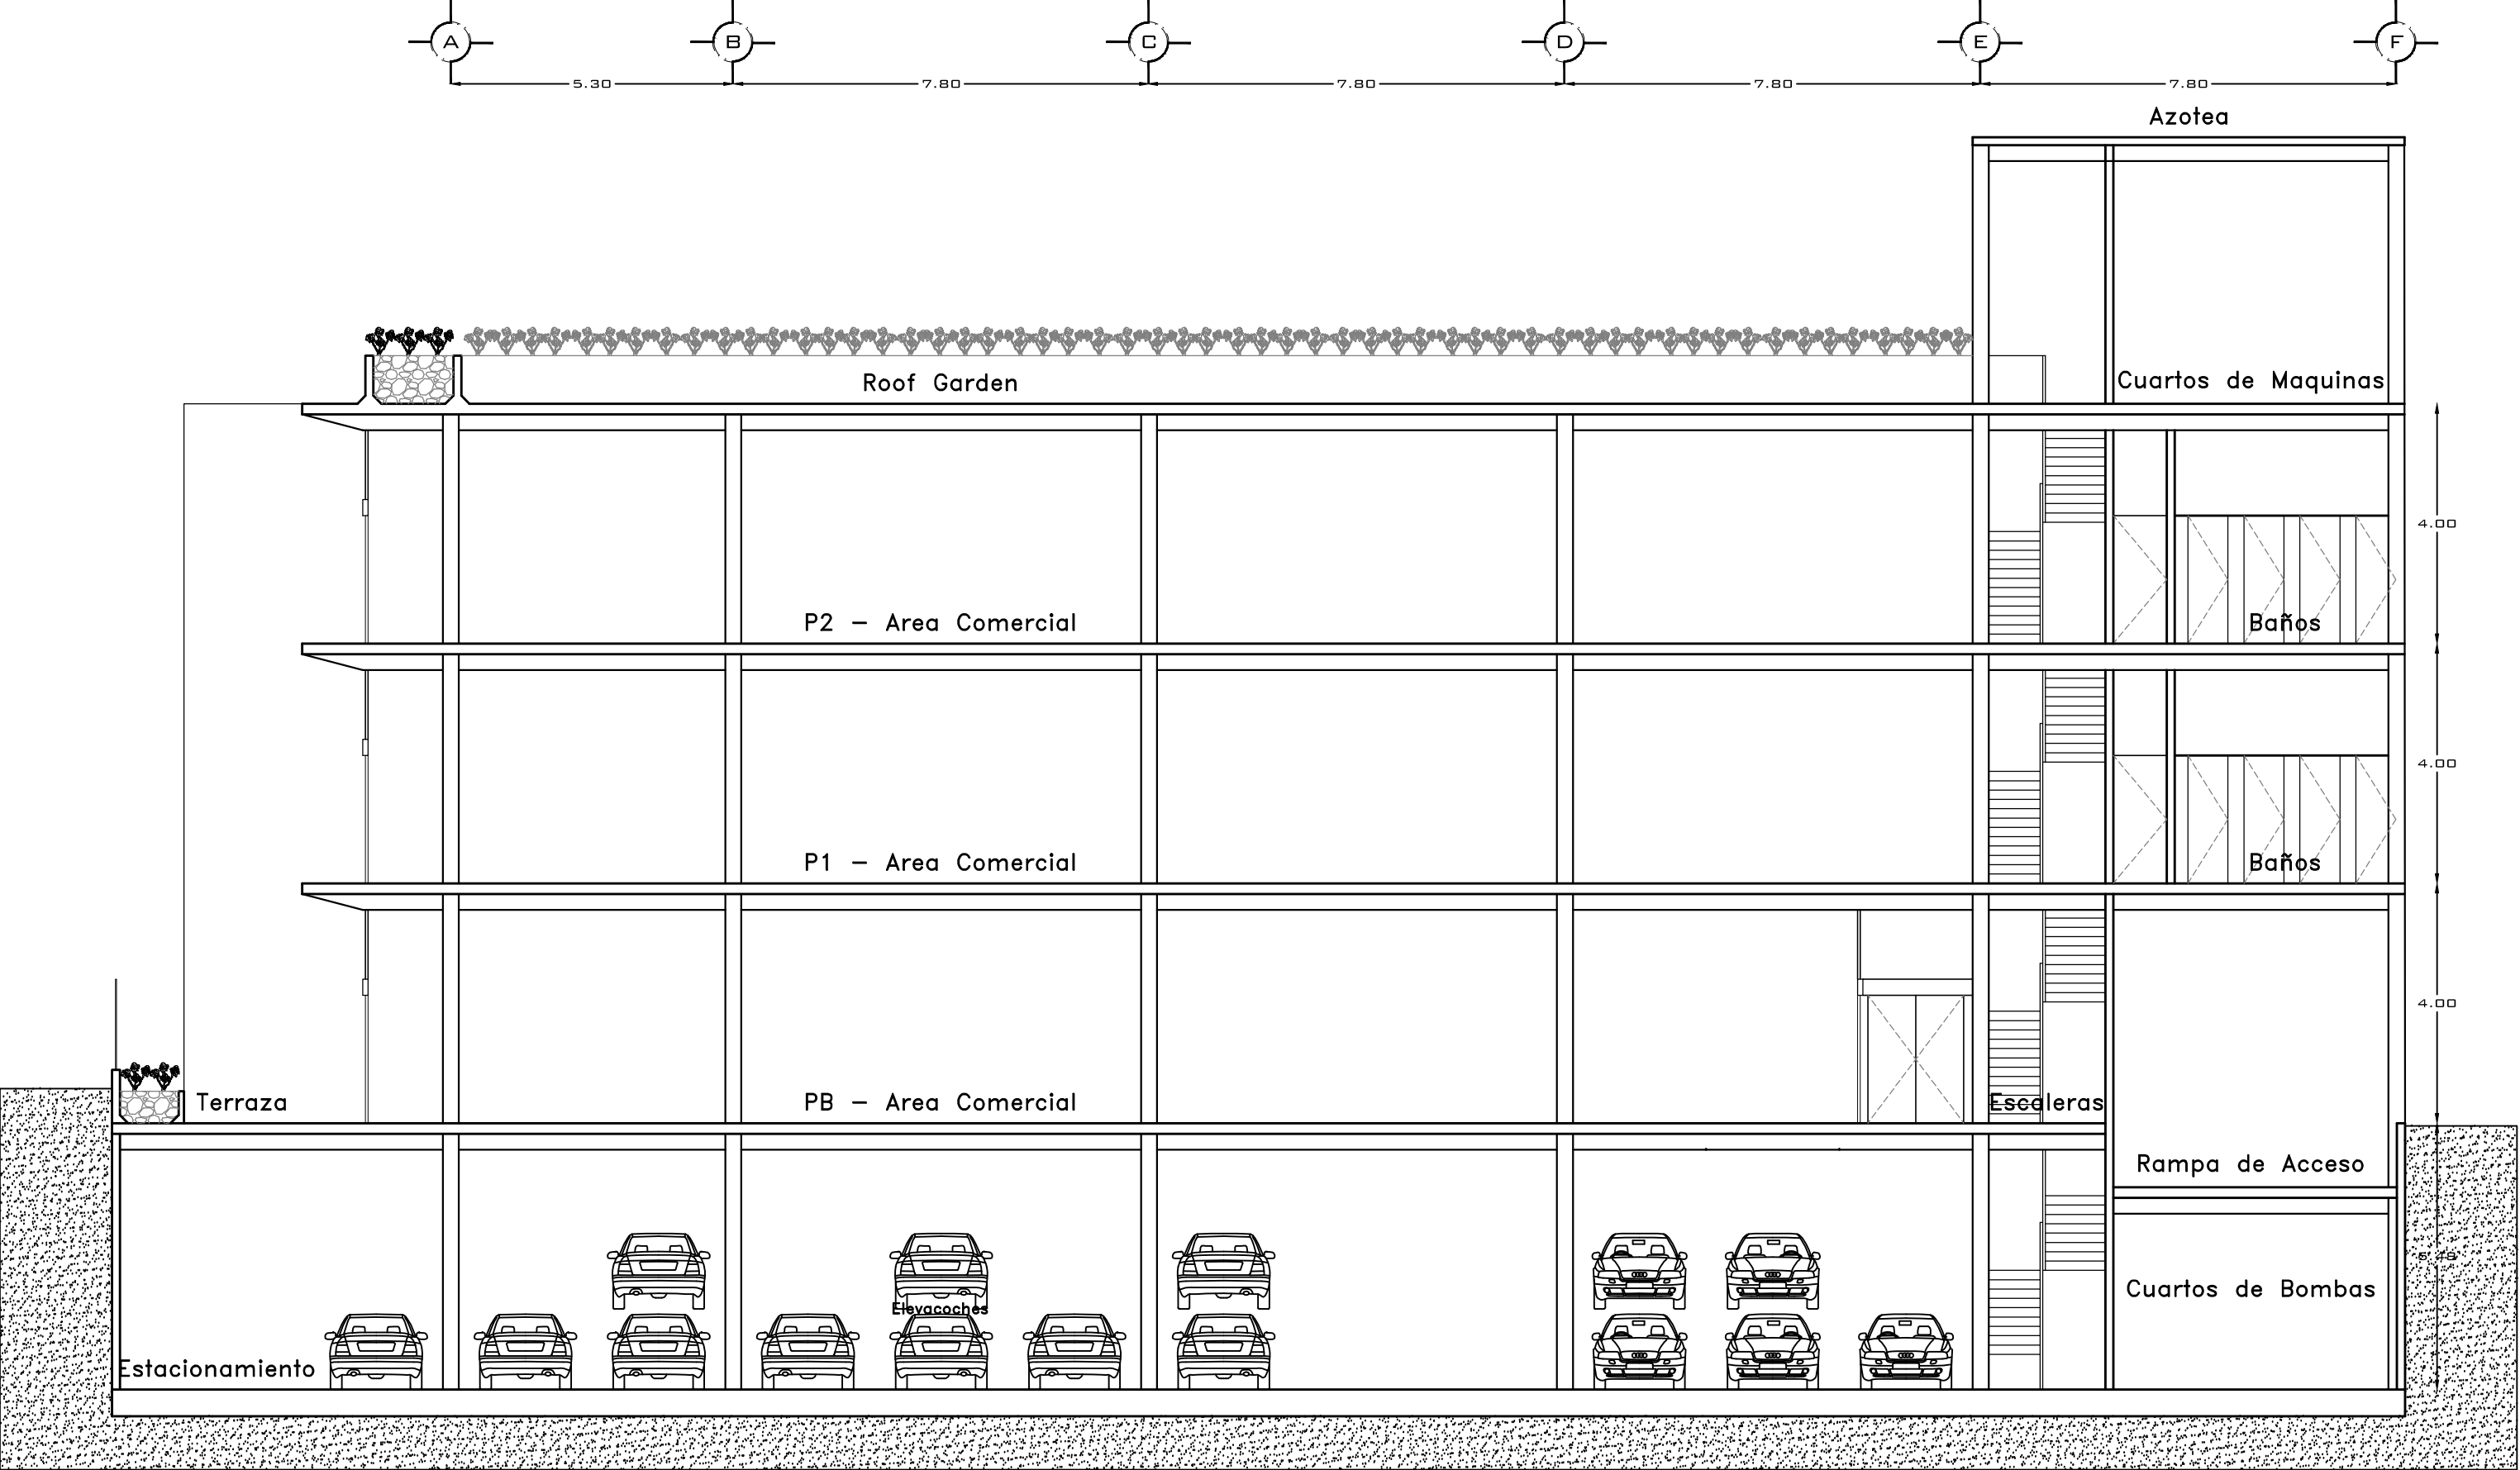 A B C D E F
5.30 7.80 7.80 7.80 7.80
Azotea
Roof Garden
Cuartos de Maquinas
4.00
P2 - Area Comercial
Baños
4.00
P1 - Area Comercial
Baños
4.00
Terraza
PB - Area Comercial
Escaleras
Rampa de Acceso
Cuartos de Bombas
Elevacoches
Estacionamiento